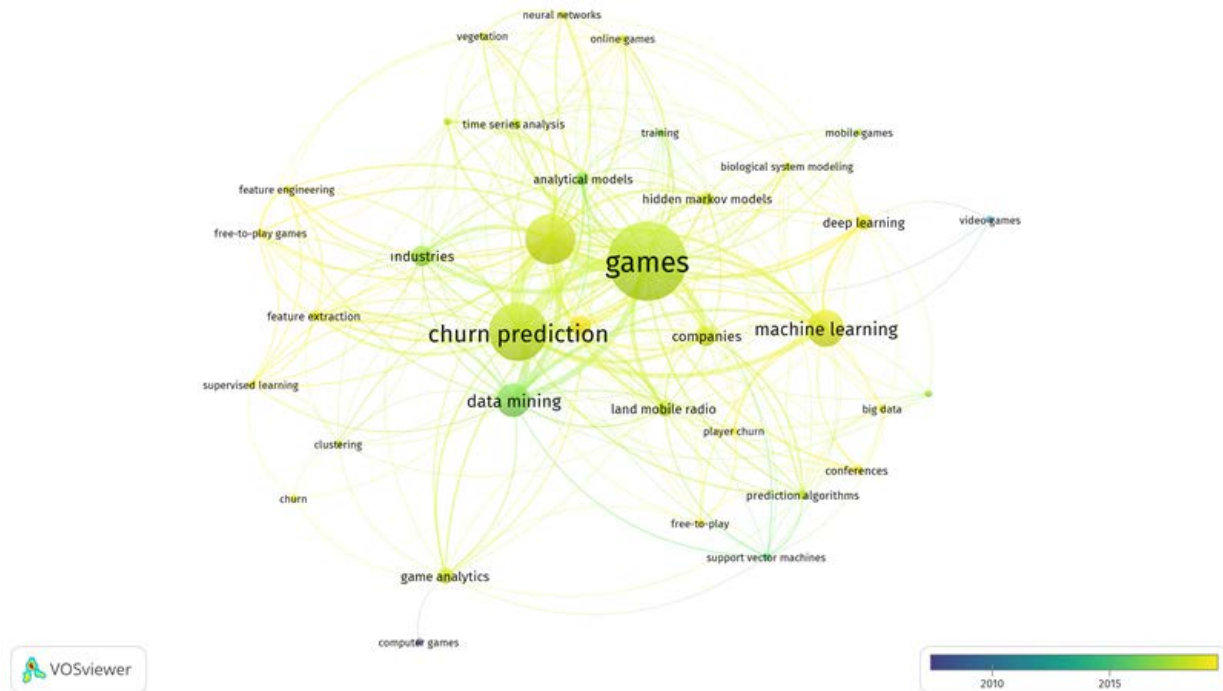 neural networks
vegetation
online games
time series analysis
training
mobile games
biological system modeling
analytical models
feature engineering
hidden markov models
deep learning
video games
free-to-play games
industries
games
feature extraction
churn prediction
companies
machine learning
supervised learning
data mining
land mobile radio
big data
player churn
clustering
conferences
churn
prediction algorithms
free-to-play
support vector machines
game analytics
computer games
VOSviewer
2010
2015